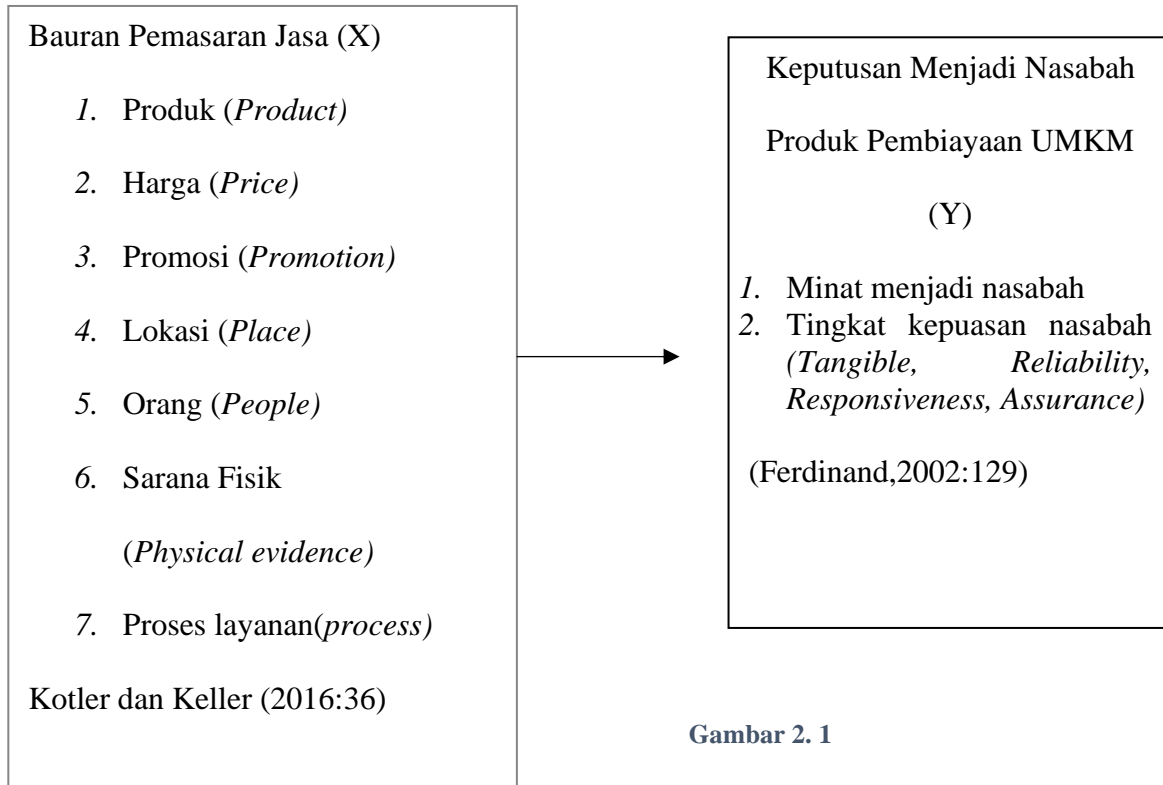 Bauran Pemasaran Jasa (X)
1. Produk (Product)
2. Harga (Price)
3. Promosi (Promotion)
4. Lokasi (Place)
5. Orang (People)
6. Sarana Fisik
(Physical evidence)
7. Proses layanan(process)
Kotler dan Keller (2016:36)
Keputusan Menjadi Nasabah
Produk Pembiayaan UMKM
(Y)
1. Minat menjadi nasabah
2. Tingkat kepuasan nasabah
(Tangible, Reliability,
Responsiveness, Assurance)
(Ferdinand,2002:129)
Gambar 2. 1